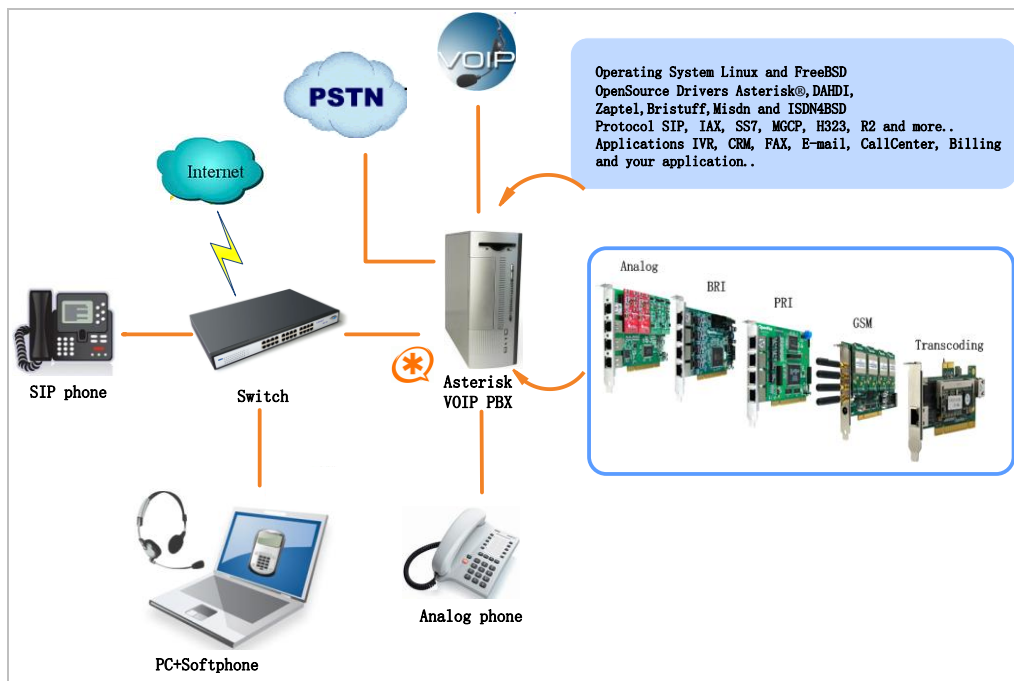 VOIP
PSTN
Operating System Linux and FreeBSD
OpenSource Drivers Asterisk®,DAHDI,
Zaptel,Bristuff,Misdn and ISDN4BSD
Protocol SIP, IAX, SS7, MGCP, H323, R2 and more..
Applications IVR, CRM, FAX, E-mail, CallCenter, Billing
and your application..
Internet
Analog
BRI
PRI
GSM
Transcoding
SIP phone
Switch
Asterisk
VOIP PBX
Analog phone
PC+Softphone